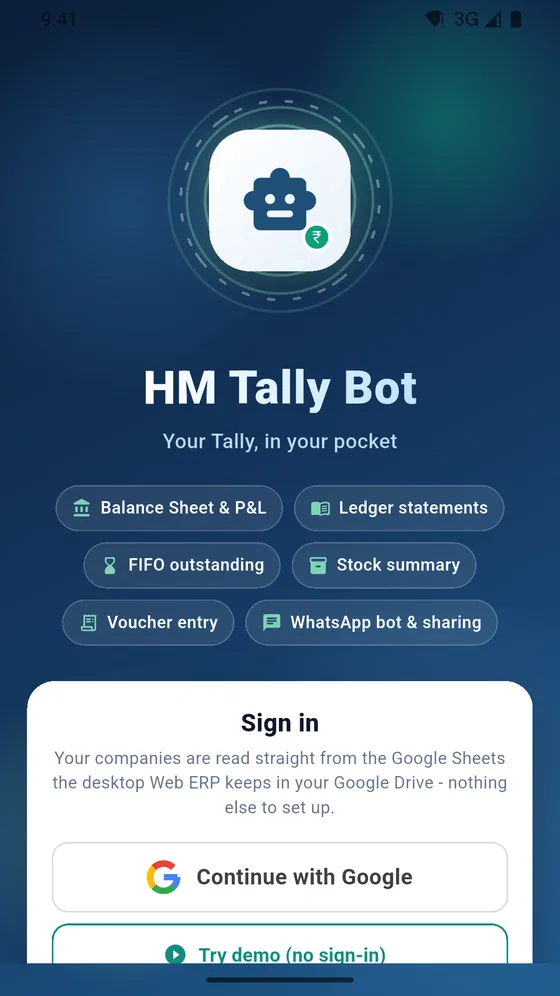 9:41
3G
₹
HM Tally Bot
Your Tally, in your pocket
Balance Sheet & P&L
Ledger statements
FIFO outstanding
Stock summary
Voucher entry
WhatsApp bot & sharing
Sign in
Your companies are read straight from the Google Sheets
the desktop Web ERP keeps in your Google Drive - nothing
else to set up.
Continue with Google
Try demo (no sign-in)